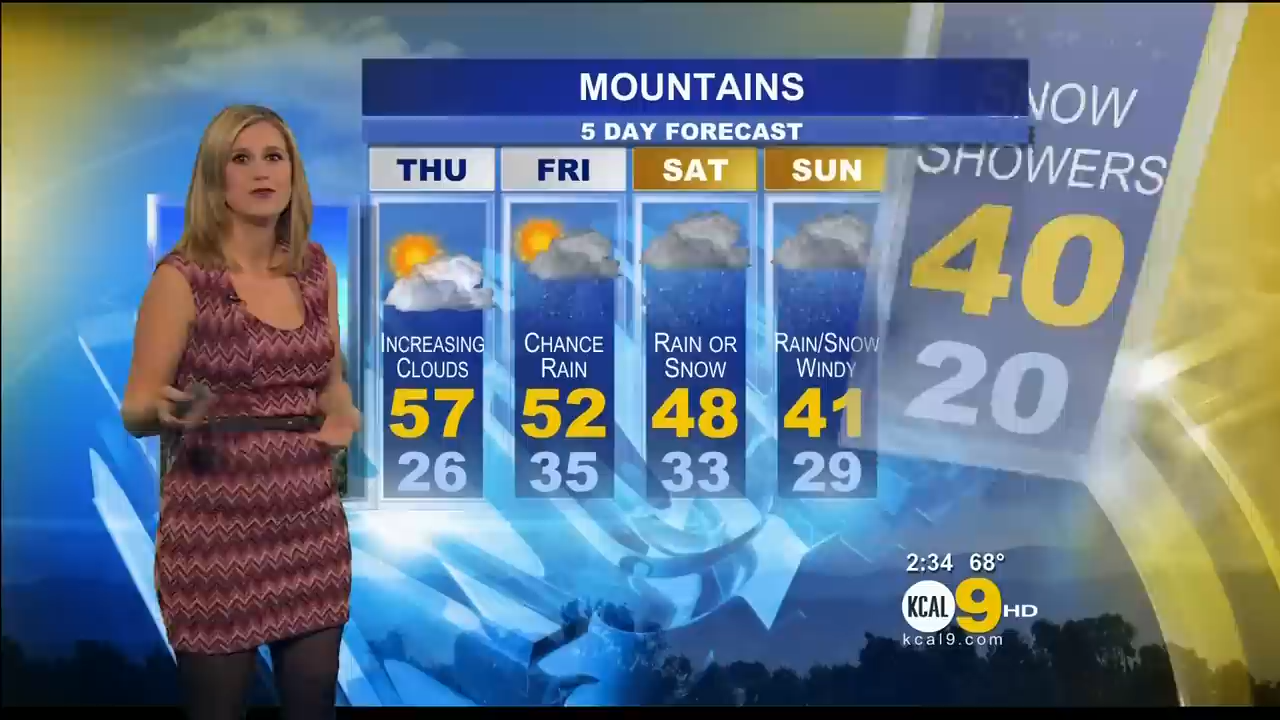 MOUNTAINS
5 DAY FORECAST
THU
FRI
SAT
SUN
INCREASING
CLOUDS
57
26
CHANCE
RAIN
52
35
RAIN OR
SNOW
48
33
RAIN/SNOW
WINDY
41
29
SNOW
SHOWERS
40
20
2:34 68°
KCAL 9 HD
kcal9.com